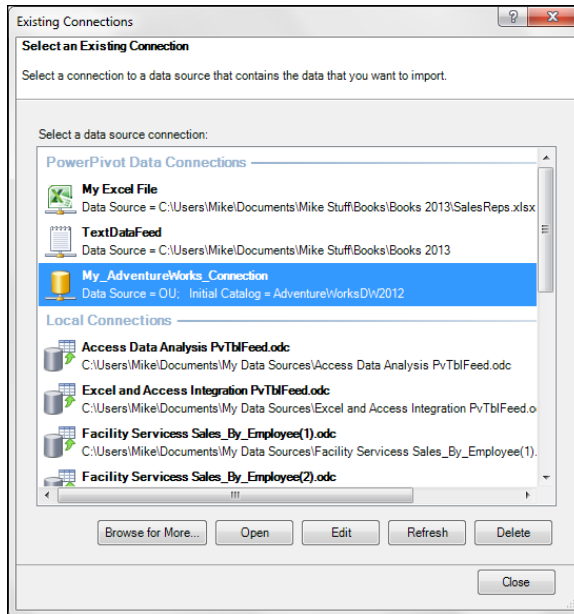 Existing Connections
Select an Existing Connection
Select a connection to a data source that contains the data that you want to import.
Select a data source connection:
PowerPivot Data Connections
My Excel File
Data Source = C:\Users\Mike\Documents\Mike Stuff\Books\Books 2013\SalesReps.xlsx
TextDataFeed
Data Source = C:\Users\Mike\Documents\Mike Stuff\Books\Books 2013
My_AdventureWorks_Connection
Data Source = OU; Initial Catalog = AdventureWorksDW2012
Local Connections
Access Data Analysis PvTblFeed.odc
C:\Users\Mike\Documents\My Data Sources\Access Data Analysis PvTblFeed.odc
Excel and Access Integration PvTblFeed.odc
C:\Users\Mike\Documents\My Data Sources\Excel and Access Integration PvTblFeed.o
Facility Servicess Sales_By_Employee(1).odc
C:\Users\Mike\Documents\My Data Sources\Facility Servicess Sales_By_Employee(1).
Facility Servicess Sales_By_Employee(2).odc
Browse for More... Open Edit Refresh Delete
Close